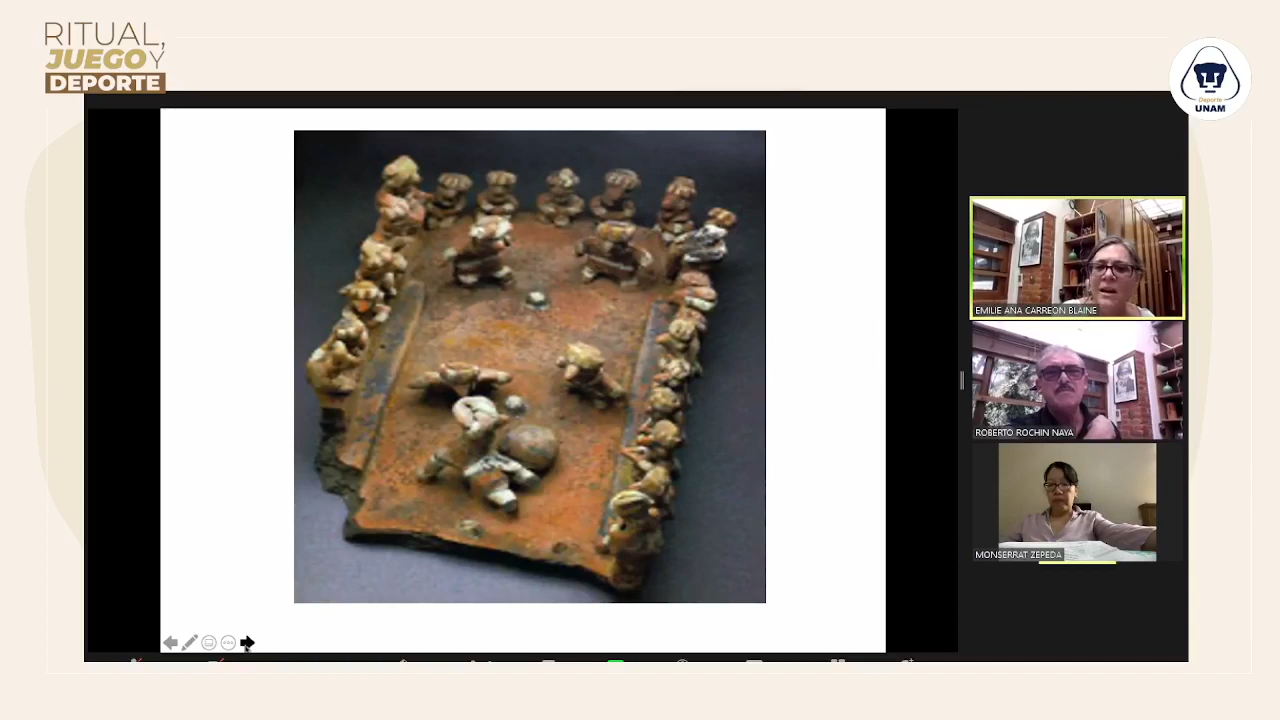 RITUAL,
JUEGO Y
DEPORTE
Deporte
UNAM
EMILIE ANA CARREON BLAINE
ROBERTO ROCHIN NAYA
MONSERRAT ZEPEDA